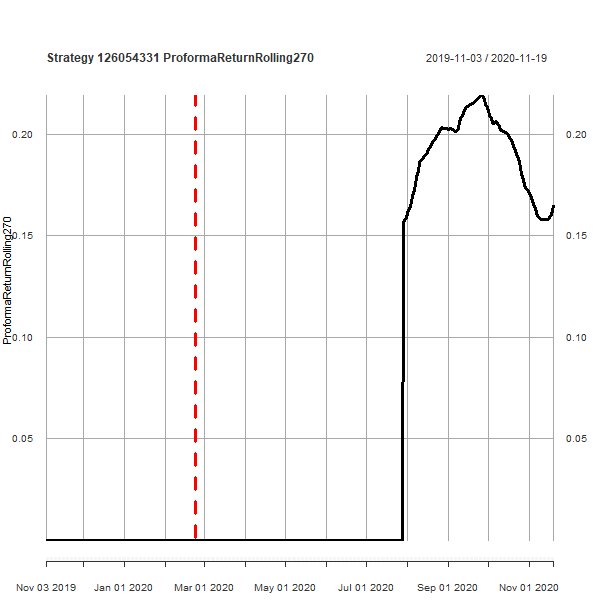 Strategy 126054331 ProformaReturnRolling270
2019-11-03 / 2020-11-19
ProformaReturnRolling270
0.20
0.20
0.15
0.15
0.10
0.10
0.05
0.05
Nov 03 2019
Jan 01 2020
Mar 01 2020
May 01 2020
Jul 01 2020
Sep 01 2020
Nov 01 2020